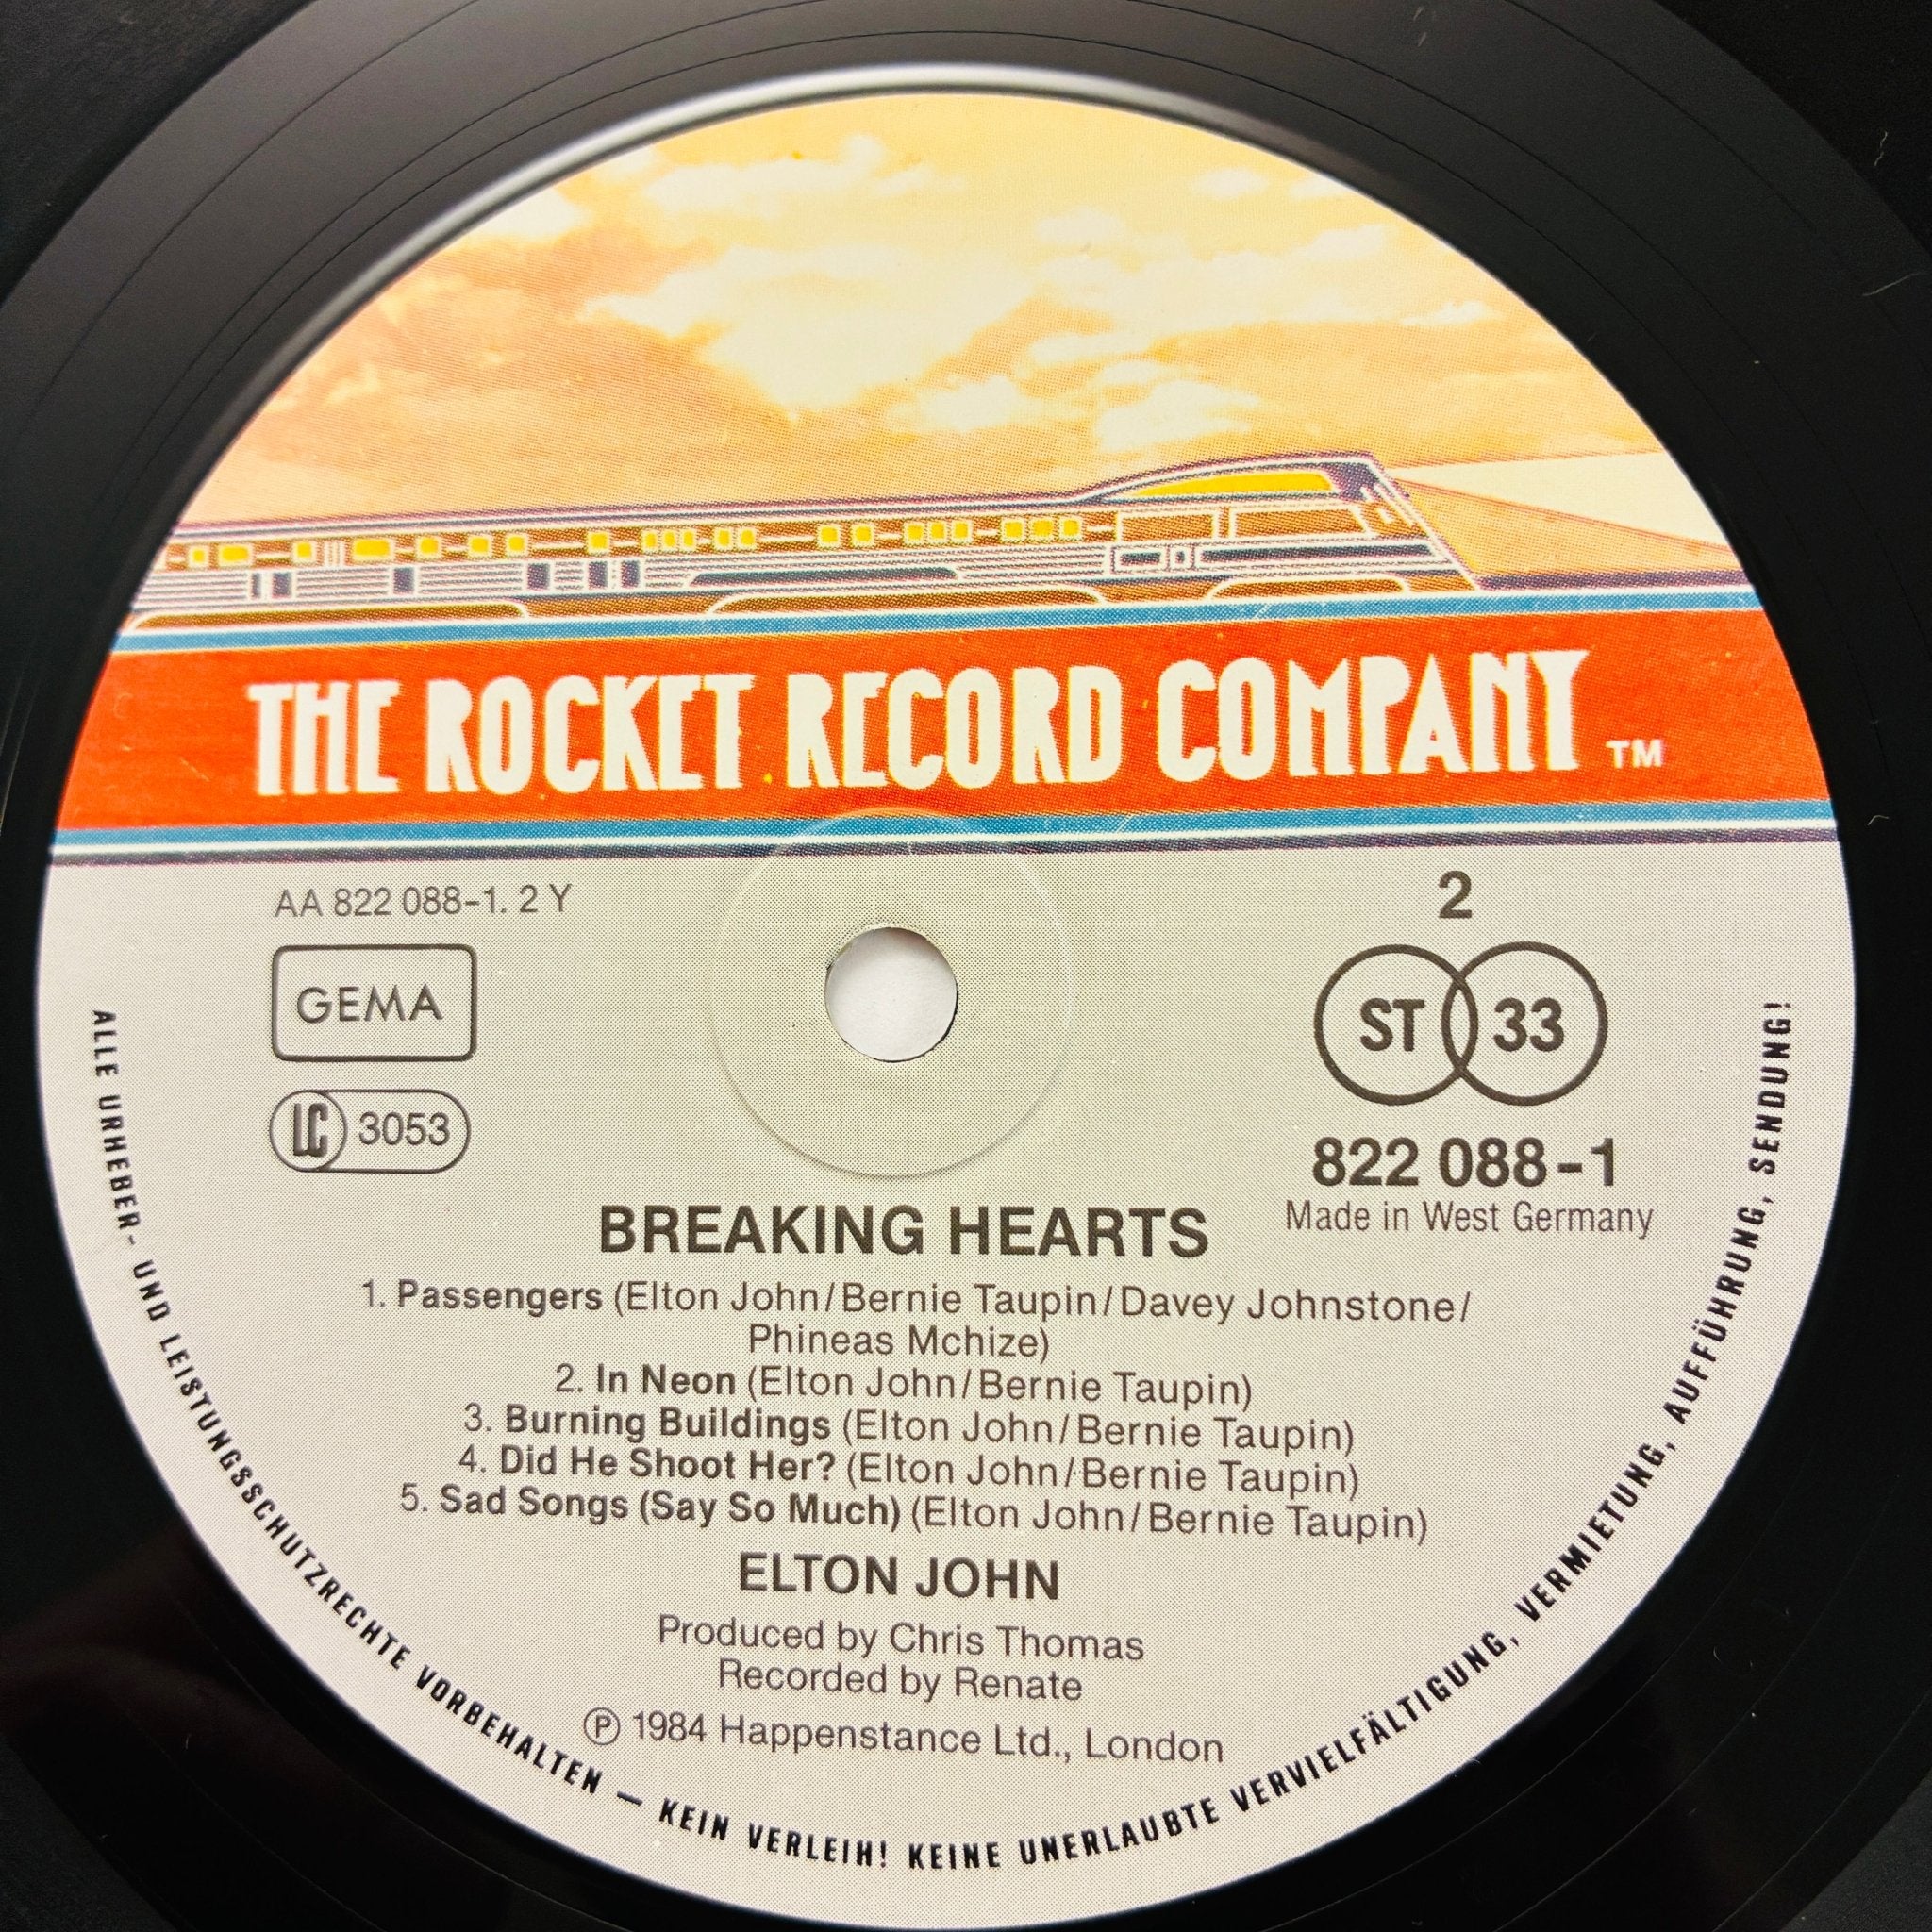 THE ROCKET RECORD COMPANY TM
AA 822 088-1. 2 Y
2
GEMA
ST 33
LC 3053
822 088-1
Made in West Germany
BREAKING HEARTS
1. Passengers (Elton John/Bernie Taupin/Davey Johnstone/
Phineas Mchize)
2. In Neon (Elton John/Bernie Taupin)
3. Burning Buildings (Elton John/Bernie Taupin)
4. Did He Shoot Her? (Elton John/Bernie Taupin)
5. Sad Songs (Say So Much) (Elton John/Bernie Taupin)
ELTON JOHN
Produced by Chris Thomas
Recorded by Renate
Ⓟ 1984 Happenstance Ltd., London
ALLE URHEBER- UND LEISTUNGSSCHUTZRECHTE VORBEHALTEN – KEIN VERLEIH! KEINE UNERLAUBTE VERVIELFÄLTIGUNG, VERMIETUNG, AUFFÜHRUNG, SENDUNG!